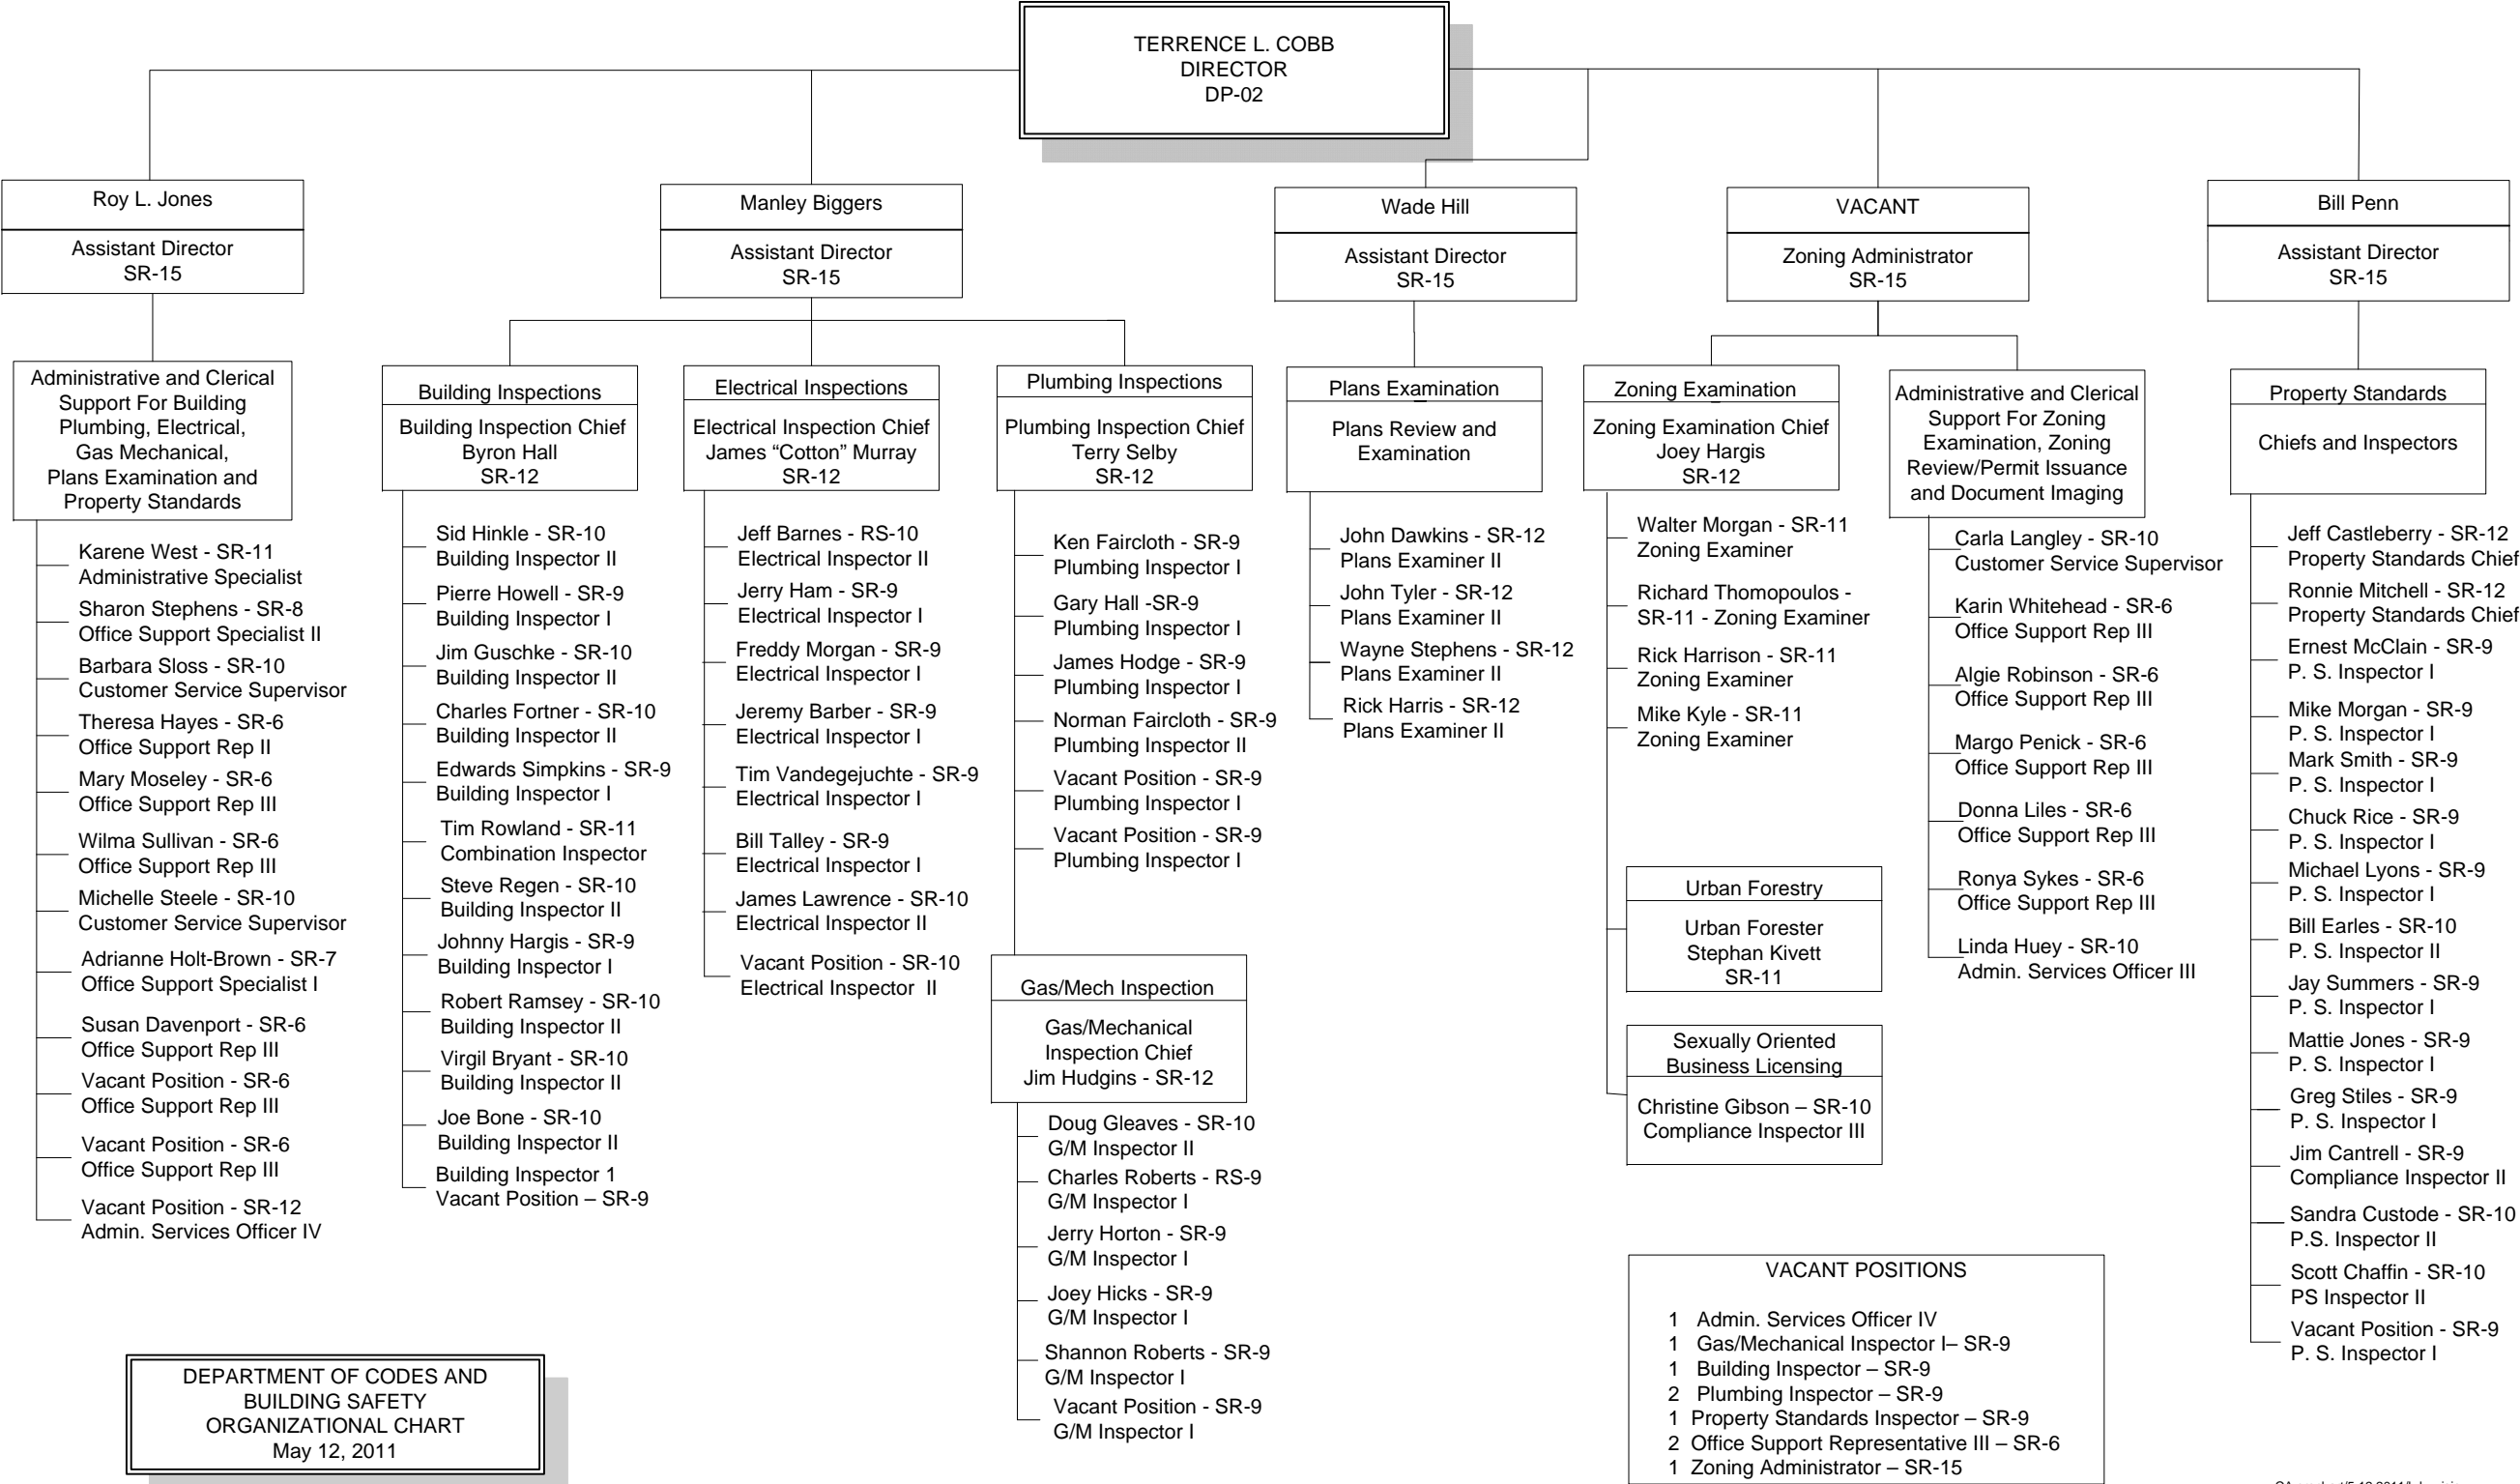 TERRENCE L. COBB
DIRECTOR
DP-02
Roy L. Jones
Assistant Director
SR-15
Manley Biggers
Assistant Director
SR-15
Wade Hill
Assistant Director
SR-15
VACANT
Zoning Administrator
SR-15
Bill Penn
Assistant Director
SR-15
Administrative and Clerical
Support For Building
Plumbing, Electrical,
Gas Mechanical,
Plans Examination and
Property Standards
Karene West - SR-11
Administrative Specialist
Sharon Stephens - SR-8
Office Support Specialist II
Barbara Sloss - SR-10
Customer Service Supervisor
Theresa Hayes - SR-6
Office Support Rep II
Mary Moseley - SR-6
Office Support Rep III
Wilma Sullivan - SR-6
Office Support Rep III
Michelle Steele - SR-10
Customer Service Supervisor
Adrianne Holt-Brown - SR-7
Office Support Specialist I
Susan Davenport - SR-6
Office Support Rep III
Vacant Position - SR-6
Office Support Rep III
Vacant Position - SR-6
Office Support Rep III
Vacant Position - SR-12
Admin. Services Officer IV
Building Inspections
Building Inspection Chief
Byron Hall
SR-12
Sid Hinkle - SR-10
Building Inspector II
Pierre Howell - SR-9
Building Inspector I
Jim Guschke - SR-10
Building Inspector II
Charles Fortner - SR-10
Building Inspector II
Edwards Simpkins - SR-9
Building Inspector I
Tim Rowland - SR-11
Combination Inspector
Steve Regen - SR-10
Building Inspector II
Johnny Hargis - SR-9
Building Inspector I
Robert Ramsey - SR-10
Building Inspector II
Virgil Bryant - SR-10
Building Inspector II
Joe Bone - SR-10
Building Inspector II
Building Inspector 1
Vacant Position – SR-9
Electrical Inspections
Electrical Inspection Chief
James “Cotton” Murray
SR-12
Jeff Barnes - RS-10
Electrical Inspector II
Jerry Ham - SR-9
Electrical Inspector I
Freddy Morgan - SR-9
Electrical Inspector I
Jeremy Barber - SR-9
Electrical Inspector I
Tim Vandegejuchte - SR-9
Electrical Inspector I
Bill Talley - SR-9
Electrical Inspector I
James Lawrence - SR-10
Electrical Inspector II
Vacant Position - SR-10
Electrical Inspector  II
Plumbing Inspections
Plumbing Inspection Chief
Terry Selby
SR-12
Ken Faircloth - SR-9
Plumbing Inspector I
Gary Hall -SR-9
Plumbing Inspector I
James Hodge - SR-9
Plumbing Inspector I
Norman Faircloth - SR-9
Plumbing Inspector II
Vacant Position - SR-9
Plumbing Inspector I
Vacant Position - SR-9
Plumbing Inspector I
Gas/Mech Inspection
Gas/Mechanical
Inspection Chief
Jim Hudgins - SR-12
Doug Gleaves - SR-10
G/M Inspector II
Charles Roberts - RS-9
G/M Inspector I
Jerry Horton - SR-9
G/M Inspector I
Joey Hicks - SR-9
G/M Inspector I
Shannon Roberts - SR-9
G/M Inspector I
Vacant Position - SR-9
G/M Inspector I
Plans Examination
Plans Review and
Examination
John Dawkins - SR-12
Plans Examiner II
John Tyler - SR-12
Plans Examiner II
Wayne Stephens - SR-12
Plans Examiner II
Rick Harris - SR-12
Plans Examiner II
Zoning Examination
Zoning Examination Chief
Joey Hargis
SR-12
Walter Morgan - SR-11
Zoning Examiner
Richard Thomopoulos -
SR-11 - Zoning Examiner
Rick Harrison - SR-11
Zoning Examiner
Mike Kyle - SR-11
Zoning Examiner
Urban Forestry
Urban Forester
Stephan Kivett
SR-11
Sexually Oriented
Business Licensing
Christine Gibson – SR-10
Compliance Inspector III
Administrative and Clerical
Support For Zoning
Examination, Zoning
Review/Permit Issuance
and Document Imaging
Carla Langley - SR-10
Customer Service Supervisor
Karin Whitehead - SR-6
Office Support Rep III
Algie Robinson - SR-6
Office Support Rep III
Margo Penick - SR-6
Office Support Rep III
Donna Liles - SR-6
Office Support Rep III
Ronya Sykes - SR-6
Office Support Rep III
Linda Huey - SR-10
Admin. Services Officer III
Property Standards
Chiefs and Inspectors
Jeff Castleberry - SR-12
Property Standards Chief
Ronnie Mitchell - SR-12
Property Standards Chief
Ernest McClain - SR-9
P. S. Inspector I
Mike Morgan - SR-9
P. S. Inspector I
Mark Smith - SR-9
P. S. Inspector I
Chuck Rice - SR-9
P. S. Inspector I
Michael Lyons - SR-9
P. S. Inspector I
Bill Earles - SR-10
P. S. Inspector II
Jay Summers - SR-9
P. S. Inspector I
Mattie Jones - SR-9
P. S. Inspector I
Greg Stiles - SR-9
P. S. Inspector I
Jim Cantrell - SR-9
Compliance Inspector II
Sandra Custode - SR-10
P.S. Inspector II
Scott Chaffin - SR-10
PS Inspector II
Vacant Position - SR-9
P. S. Inspector I
VACANT POSITIONS
1 Admin. Services Officer IV
1 Gas/Mechanical Inspector I– SR-9
1 Building Inspector – SR-9
2 Plumbing Inspector – SR-9
1 Property Standards Inspector – SR-9
2 Office Support Representative III – SR-6
1 Zoning Administrator – SR-15
DEPARTMENT OF CODES AND
BUILDING SAFETY
ORGANIZATIONAL CHART
May 12, 2011